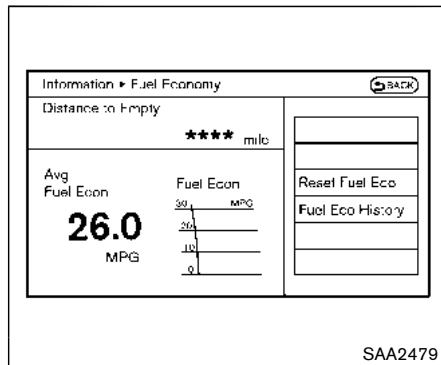 Information ▸ Fuel Economy
BACK
Distance to Empty
**** mile
Avg
Fuel Econ
26.0
MPG
Fuel Econ
30 MPG
20
10
0
Reset Fuel Eco
Fuel Eco History
SAA2479